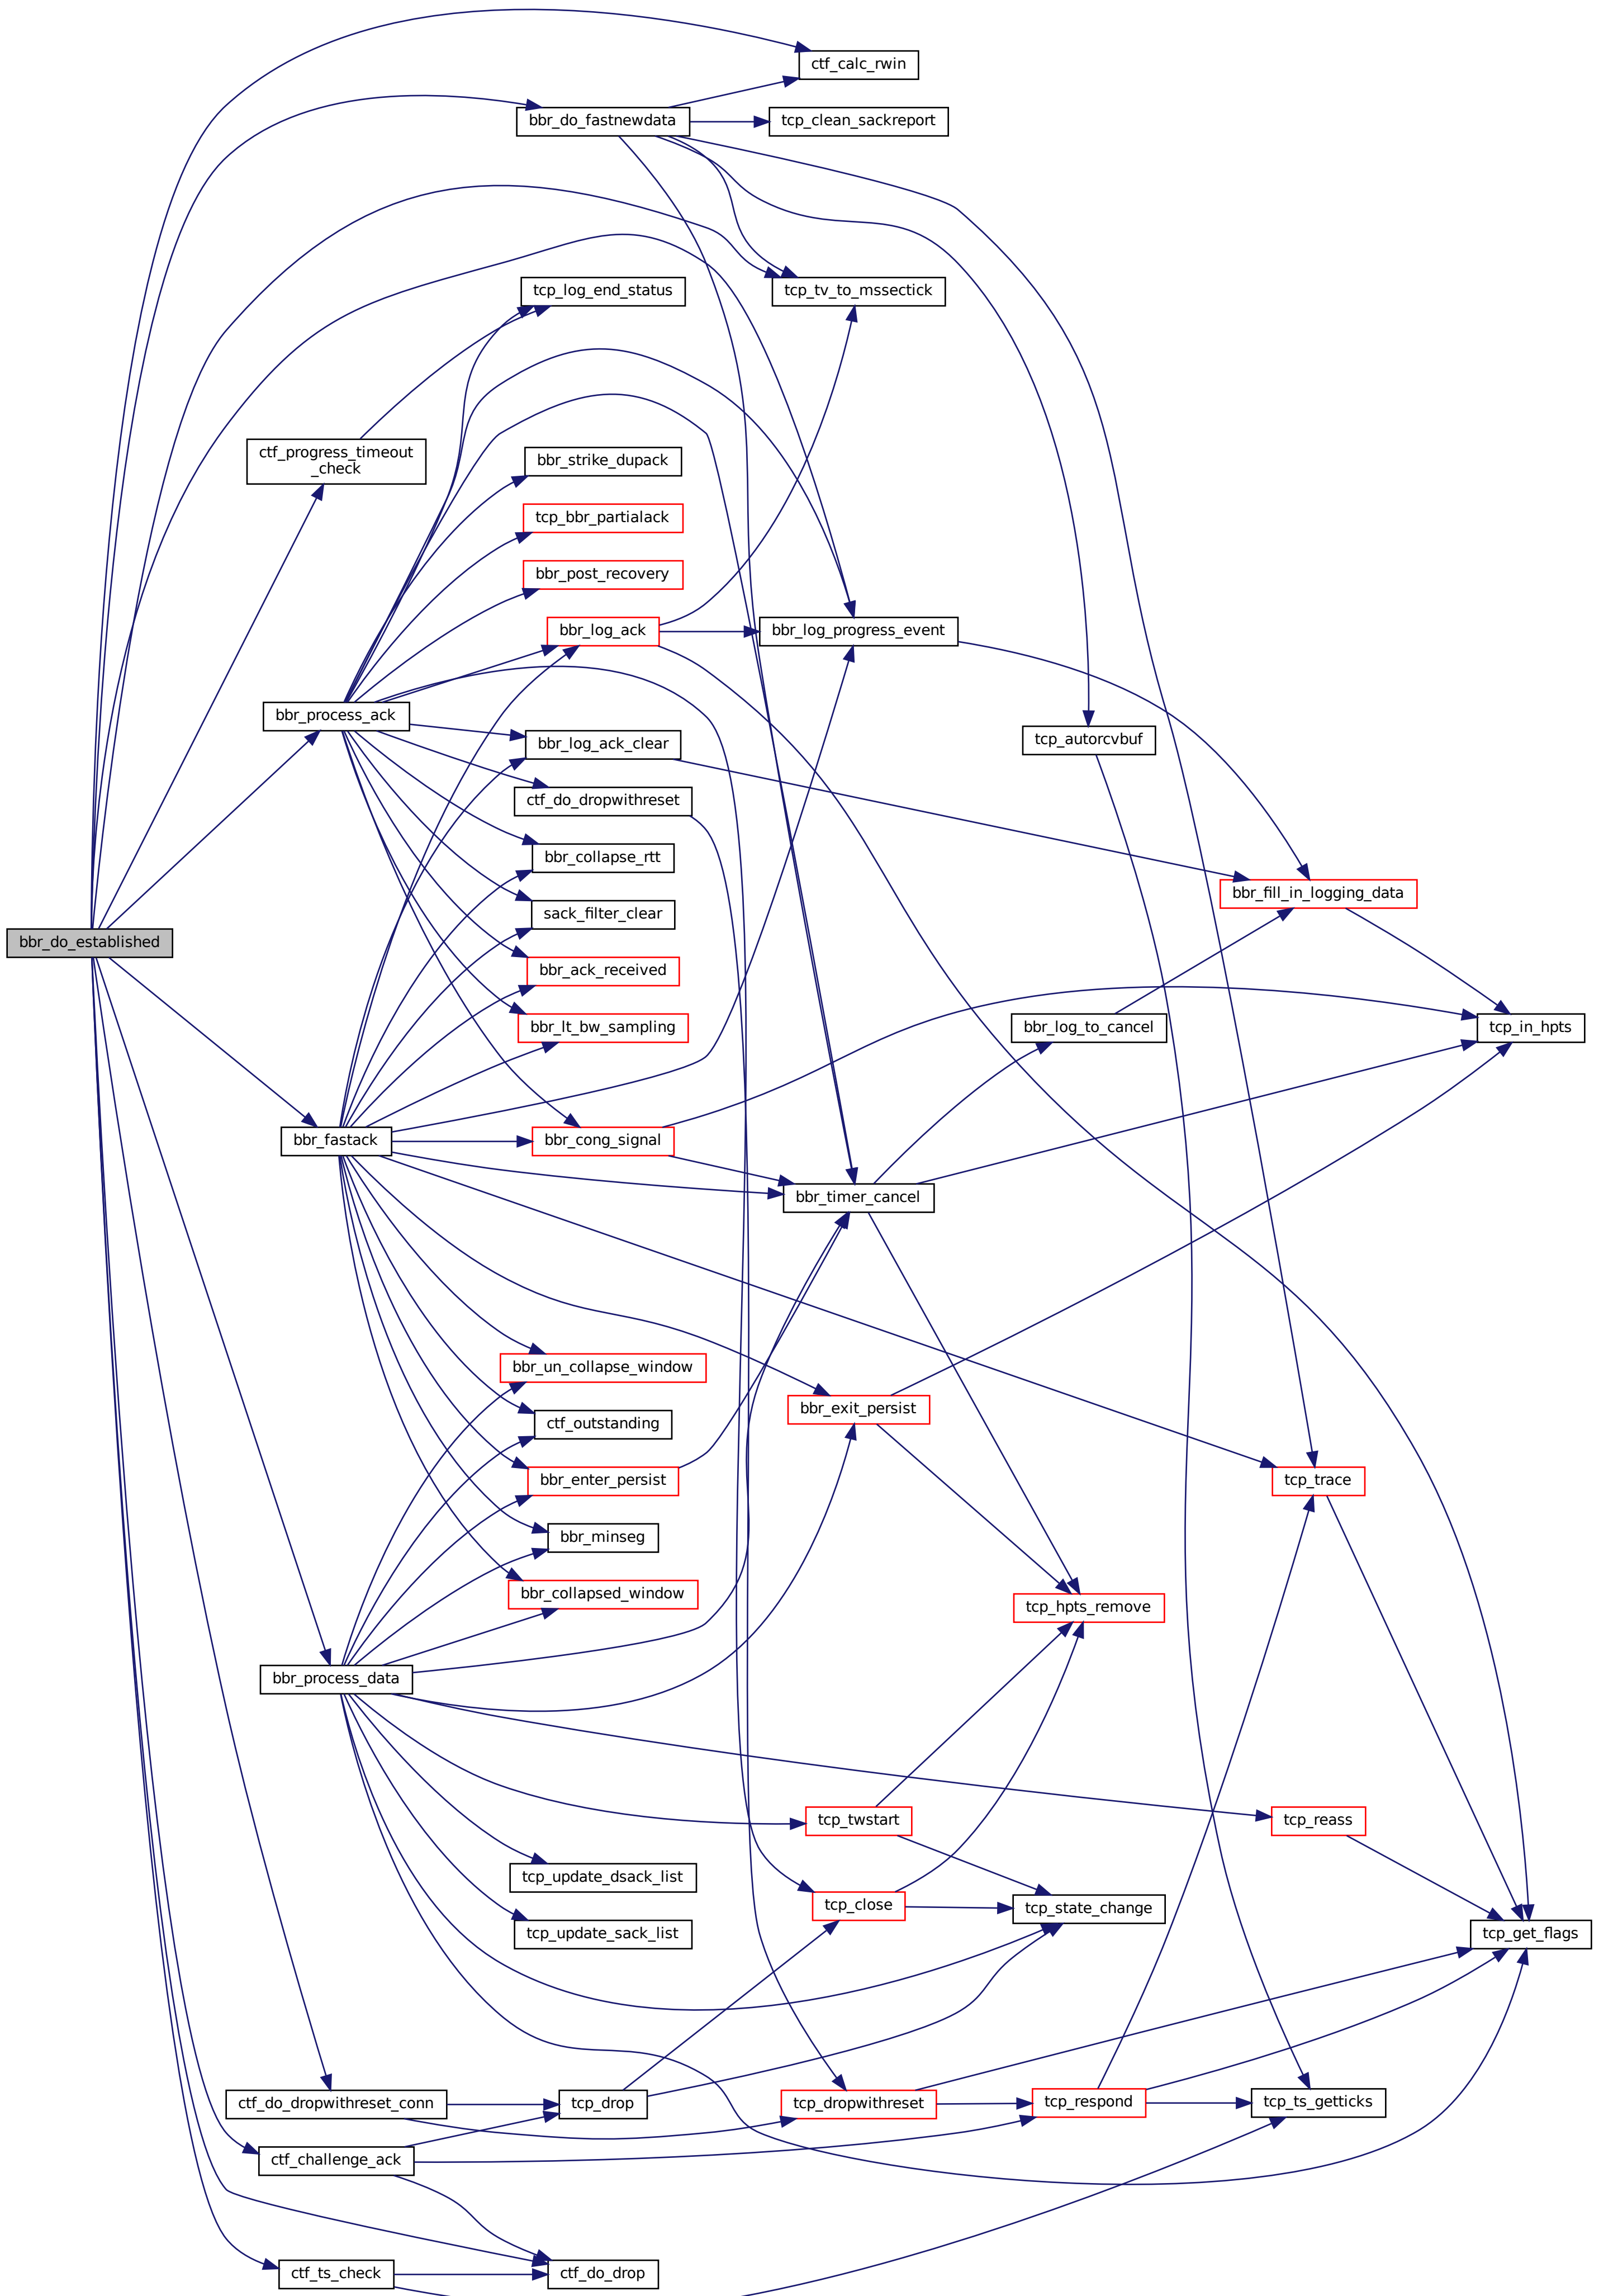 ctf_calc_rwin
bbr_do_fastnewdata
tcp_clean_sackreport
tcp_log_end_status
tcp_tv_to_mssectick
ctf_progress_timeout
_check
bbr_strike_dupack
tcp_bbr_partialack
bbr_post_recovery
bbr_log_ack
bbr_log_progress_event
bbr_process_ack
bbr_log_ack_clear
tcp_autorcvbuf
ctf_do_dropwithreset
bbr_collapse_rtt
bbr_fill_in_logging_data
sack_filter_clear
bbr_do_established
bbr_ack_received
bbr_lt_bw_sampling
bbr_log_to_cancel
tcp_in_hpts
bbr_fastack
bbr_cong_signal
bbr_timer_cancel
bbr_un_collapse_window
bbr_exit_persist
ctf_outstanding
bbr_enter_persist
tcp_trace
bbr_minseg
bbr_collapsed_window
tcp_hpts_remove
bbr_process_data
tcp_twstart
tcp_reass
tcp_update_dsack_list
tcp_close
tcp_state_change
tcp_update_sack_list
tcp_get_flags
ctf_do_dropwithreset_conn
tcp_drop
tcp_dropwithreset
tcp_respond
tcp_ts_getticks
ctf_challenge_ack
ctf_ts_check
ctf_do_drop